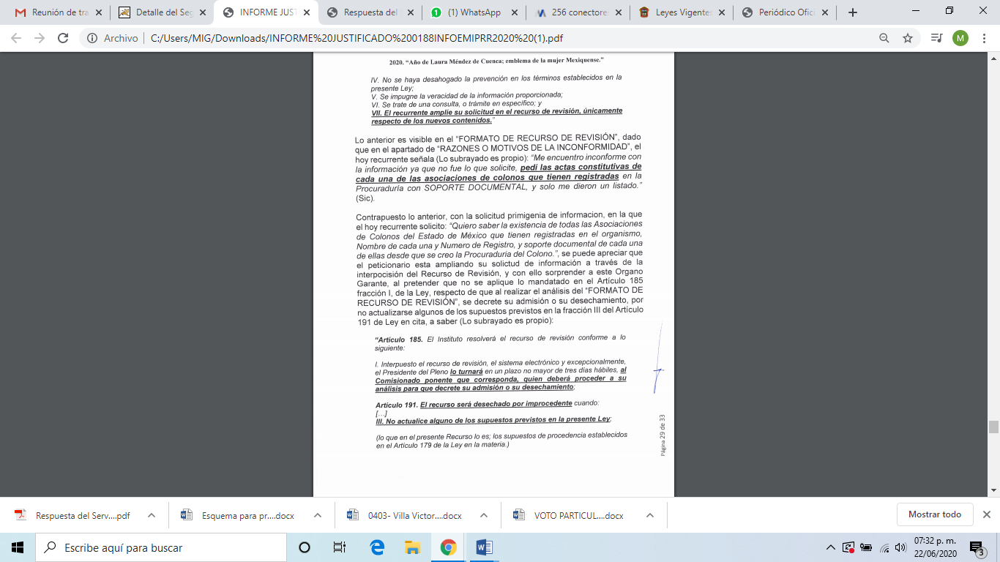 Reunión de tra
Detalle del Seg
INFORME JUST
Respuesta del
(1) WhatsApp
256 conectore
Leyes Vigentes
Periódico Ofici
Archivo
C:/Users/MIG/Downloads/INFORME%20JUSTIFICADO%200188INFOEMIPRR2020%20(1).pdf
M
2020. “Año de Laura Méndez de Cuenca; emblema de la mujer Mexiquense.”
IV. No se haya desahogado la prevención en los términos establecidos en la
presente Ley;
V. Se impugne la veracidad de la información proporcionada;
VI. Se trate de una consulta, o trámite en específico; y
VII. El recurrente amplie su solicitud en el recurso de revisión, únicamente
respecto de los nuevos contenidos.”
Lo anterior es visible en el “FORMATO DE RECURSO DE REVISIÓN”, dado
que en el apartado de “RAZONES O MOTIVOS DE LA INCONFORMIDAD”, el
hoy recurrente señala (Lo subrayado es propio): “Me encuentro inconforme con
la información ya que no fue lo que solicite, pedí las actas constitutivas de
cada una de las asociaciones de colonos que tienen registradas en la
Procuraduría con SOPORTE DOCUMENTAL, y solo me dieron un listado.”
(Sic).
Contrapuesto lo anterior, con la solicitud primigenia de informacion, en la que
el hoy recurrente solicito: “Quiero saber la existencia de todas las Asociaciones
de Colonos del Estado de México que tienen registradas en el organismo,
Nombre de cada una y Numero de Registro, y soporte documental de cada una
de ellas desde que se creo la Procuraduria del Colono.”, se puede apreciar que
el peticionario esta ampliando su solictud de información a través de la
interpocisión del Recurso de Revisión, y con ello sorprender a este Organo
Garante, al pretender que no se aplique lo mandatado en el Artículo 185
fracción I, de la Ley, respecto de que al realizar el análisis del “FORMATO DE
RECURSO DE REVISIÓN”, se decrete su admisión o su desechamiento, por
no actualizarse algunos de los supuestos previstos en la fracción III del Artículo
191 de Ley en cita, a saber (Lo subrayado es propio):
“Artículo 185. El Instituto resolverá el recurso de revisión conforme a lo
siguiente:
I. Interpuesto el recurso de revisión, el sistema electrónico y excepcionalmente,
el Presidente del Pleno lo turnará en un plazo no mayor de tres días hábiles, al
Comisionado ponente que corresponda, quien deberá proceder a su
análisis para que decrete su admisión o su desechamiento;
Artículo 191. El recurso será desechado por improcedente cuando:
[…]
III. No actualice alguno de los supuestos previstos en la presente Ley;
(lo que en el presente Recurso lo es; los supuestos de procedencia establecidos
en el Artículo 179 de la Ley en la materia.)
Página 29 de 33
Respuesta del Serv....pdf
Esquema para pr....docx
0403- Villa Victor....docx
VOTO PARTICUL....docx
Mostrar todo
Escribe aquí para buscar
07:32 p. m.
22/06/2020
3